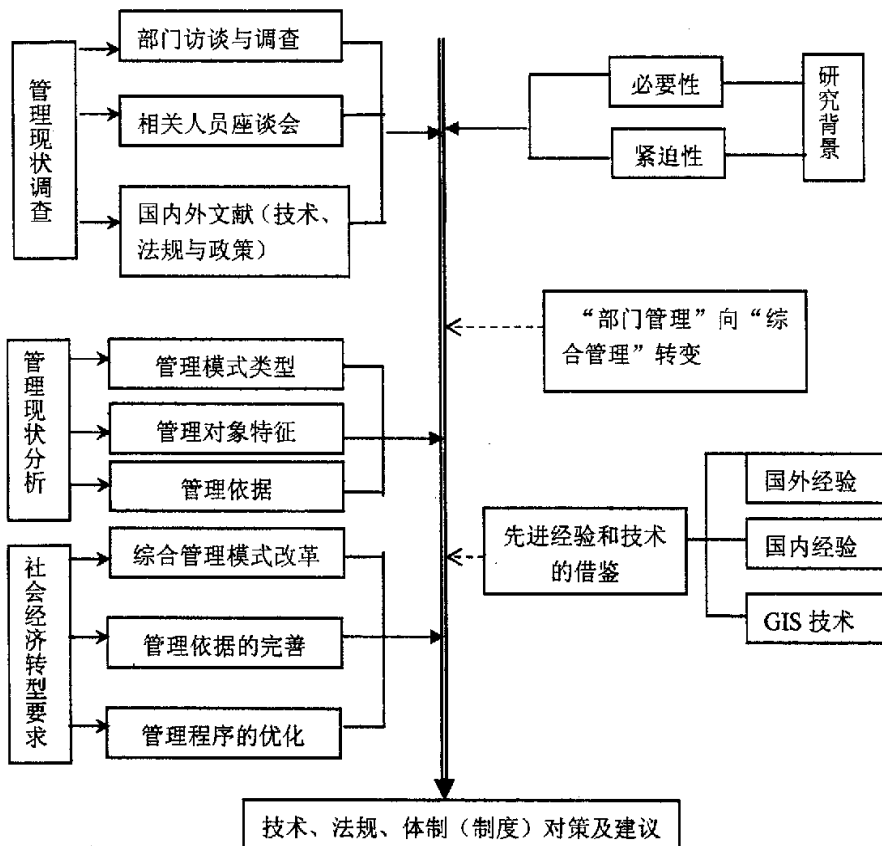 管理现状调查
部门访谈与调查
相关人员座谈会
国内外文献（技术、
法规与政策）
必要性
紧迫性
研究背景
“部门管理”向“综
合管理”转变
管理现状分析
管理模式类型
管理对象特征
管理依据
先进经验和技术
的借鉴
国外经验
国内经验
GIS 技术
社会经济转型要求
综合管理模式改革
管理依据的完善
管理程序的优化
技术、法规、体制（制度）对策及建议